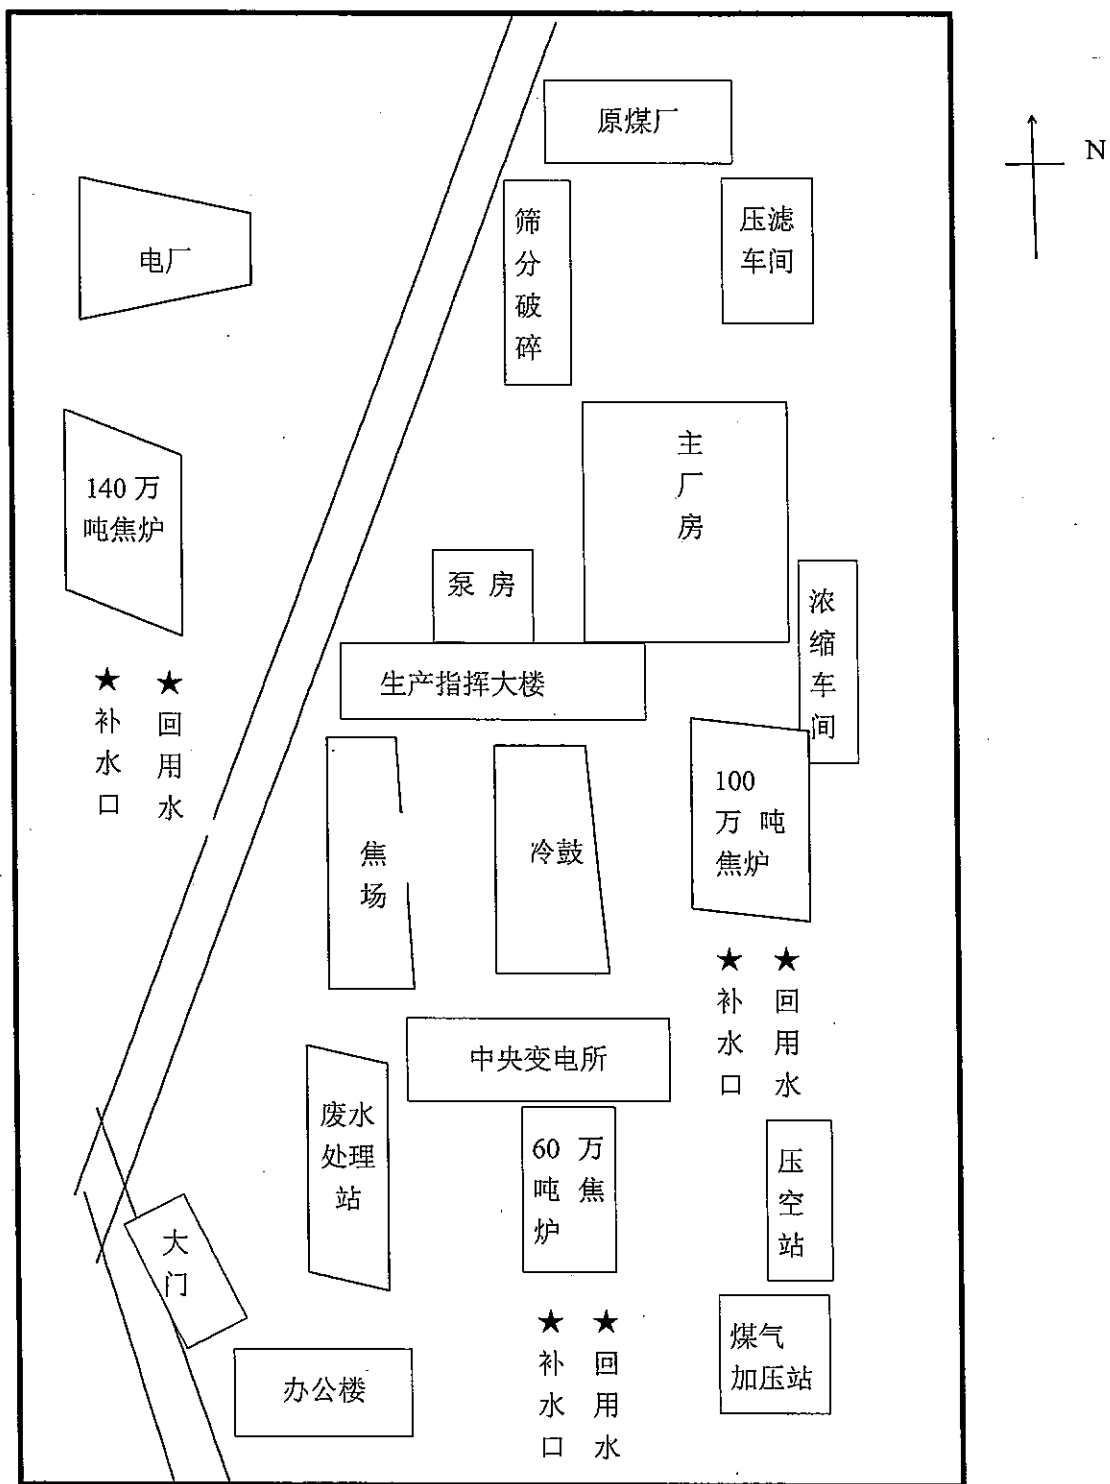 原煤厂
N
筛
分
破
碎
压滤
车间
电厂
主
厂
房
140 万
吨焦炉
泵 房
浓
缩
车
间
生产指挥大楼
★ ★
补 回
水 用
口 水
100
万 吨
焦炉
焦
场
冷鼓
★ ★
补 回
水 用
口 水
中央变电所
废水
处理
站
60 万
吨 焦
炉
压
空
站
大
门
★ ★
补 回
水 用
口 水
煤气
加压站
办公楼